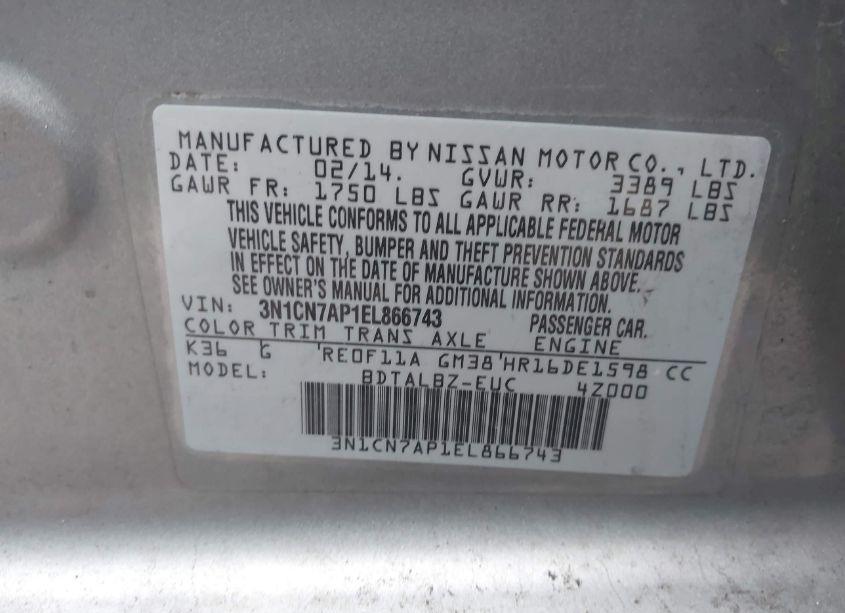 MANUFACTURED BY NISSAN MOTOR CO., LTD.
DATE: 02/14. GVWR: 3389 LBS
GAWR FR: 1750 LBS GAWR RR: 1687 LBS
THIS VEHICLE CONFORMS TO ALL APPLICABLE FEDERAL MOTOR
VEHICLE SAFETY, BUMPER AND THEFT PREVENTION STANDARDS
IN EFFECT ON THE DATE OF MANUFACTURE SHOWN ABOVE.
SEE OWNER'S MANUAL FOR ADDITIONAL INFORMATION.
VIN: 3N1CN7AP1EL866743 PASSENGER CAR.
COLOR TRIM TRANS AXLE ENGINE
K36 G 'RE0F11A GM38'HR16DE1598 CC
MODEL: BDTALBZ-EUC 4Z000
3N1CN7AP1EL866743